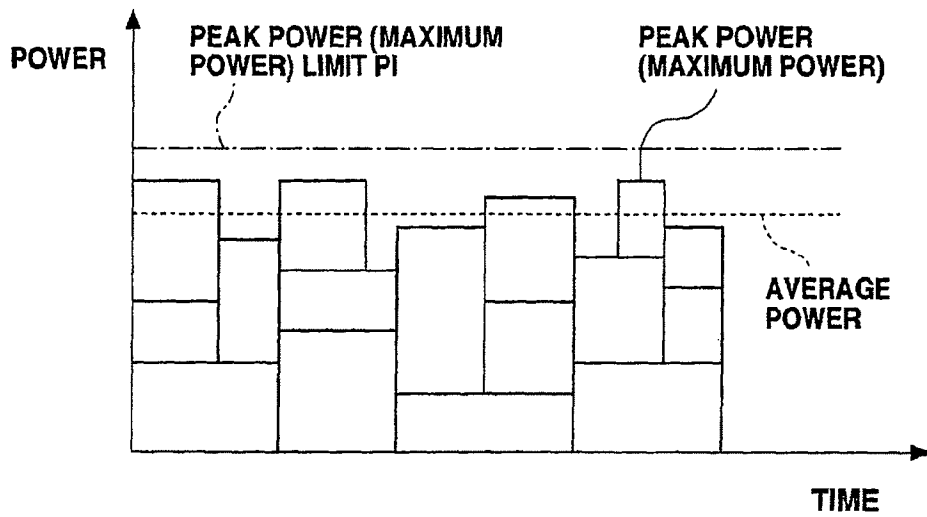 POWER
PEAK POWER (MAXIMUM
POWER) LIMIT PI
PEAK POWER
(MAXIMUM POWER)
AVERAGE
POWER
TIME